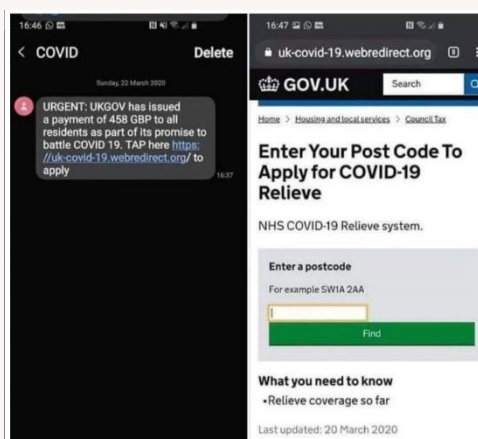 16:46
< COVID Delete
Sunday, 22 March 2020
URGENT: UKGOV has issued
a payment of 458 GBP to all
residents as part of its promise to
battle COVID 19. TAP here https:
//uk-covid-19.webredirect.org/ to
apply
16:37
16:47
uk-covid-19.webredirect.org
GOV.UK Search
Home > Housing and local services > Council Tax
Enter Your Post Code To
Apply for COVID-19
Relieve
NHS COVID-19 Relieve system.
Enter a postcode
For example SW1A 2AA
Find
What you need to know
•Relieve coverage so far
Last updated: 20 March 2020